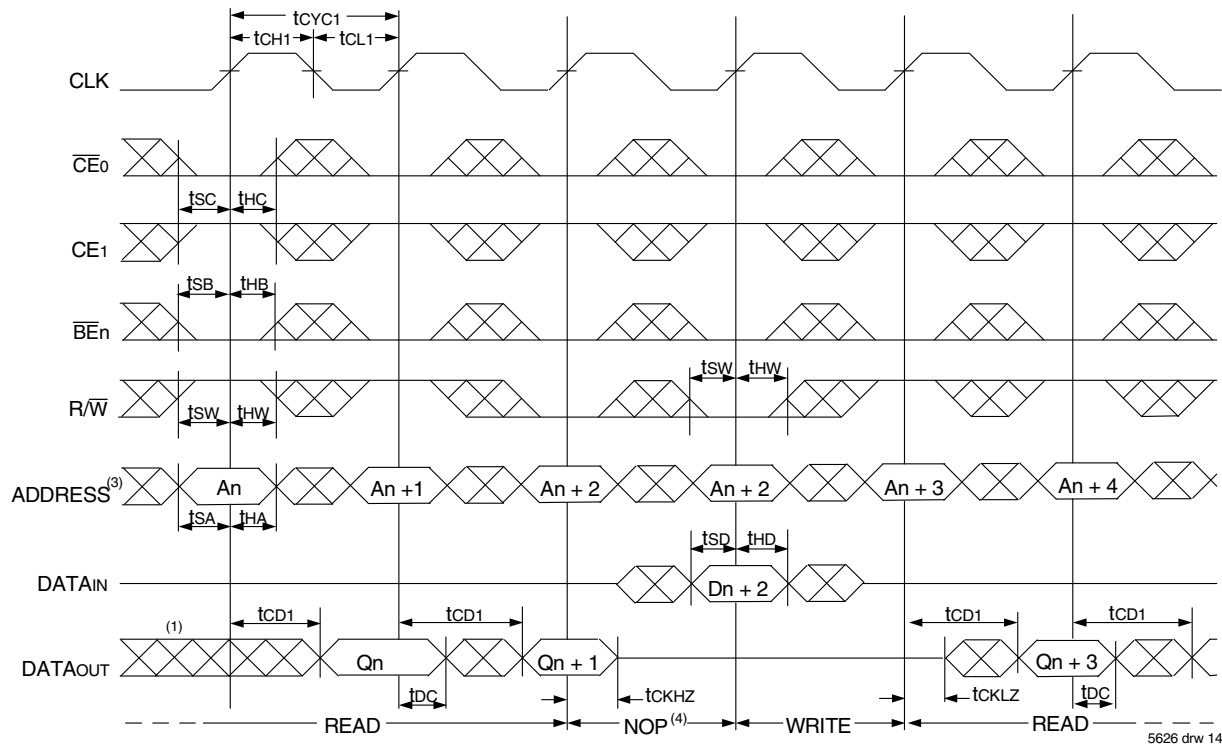 tCYC1
tCH1 tCL1
CLK
CE0
tSC tHC
CE1
tSB tHB
BEn
tSW tHW
R/W
tSW tHW
ADDRESS(3) An An +1 An + 2 An + 2 An + 3 An + 4
tSA tHA
tSD tHD
DATAIN Dn + 2
(1) tCD1 tCD1 tCD1 tCD1
DATAOUT Qn Qn + 1 Qn + 3
tDC tCKHZ tCKLZ tDC
READ NOP(4) WRITE READ
5626 drw 14